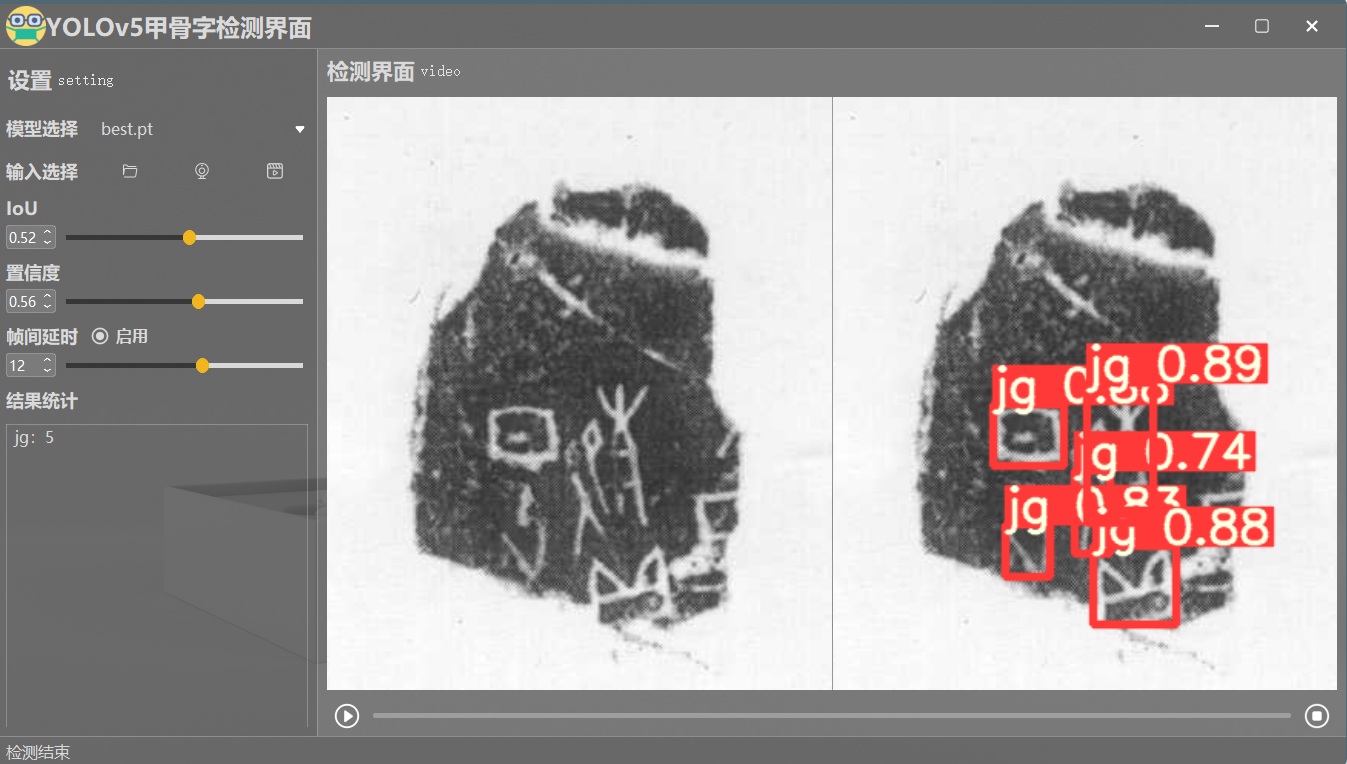 YOLOv5甲骨字检测界面
设置 setting
模型选择 best.pt
输入选择
IoU
0.52
置信度
0.56
帧间延时 启用
12
结果统计
jg: 5
检测界面 video
jg 0.89
jg 0.86
jg 0.74
jg 0.83
jg 0.88
检测结束